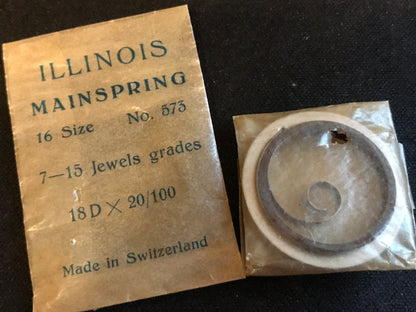 ILLINOIS
MAINSPRING
16 Size No. 573
7—15 Jewels grades
18D X 20/100
Made in Switzerland